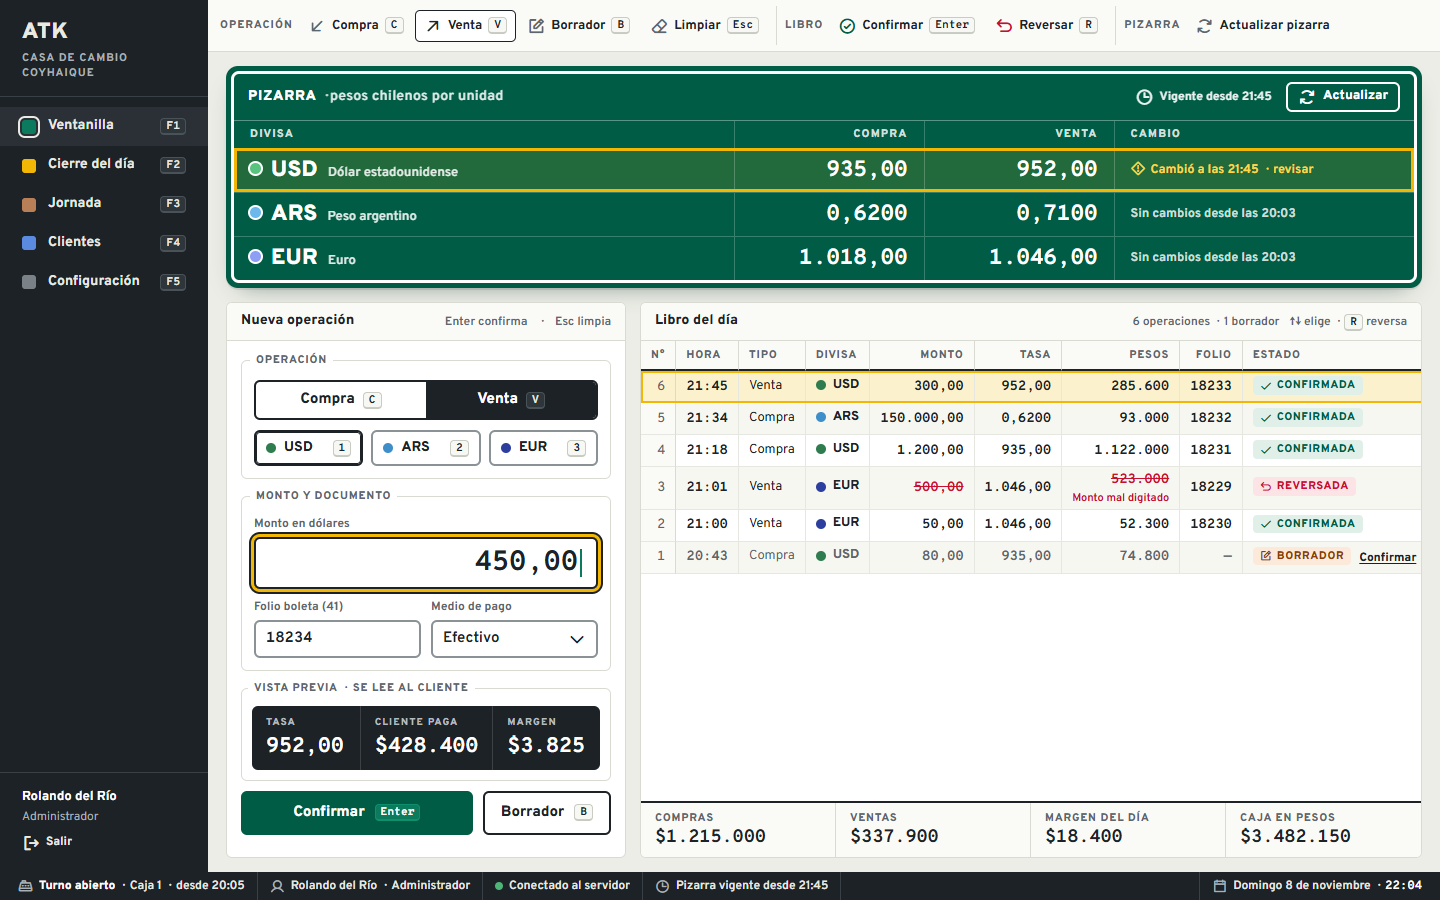 ATK
CASA DE CAMBIO
COYHAIQUE
Ventanilla F1
Cierre del día F2
Jornada F3
Clientes F4
Configuración F5
Rolando del Río
Administrador
Salir
OPERACIÓN Compra C Venta V Borrador B Limpiar Esc LIBRO Confirmar Enter Reversar R PIZARRA Actualizar pizarra
PIZARRA · pesos chilenos por unidad Vigente desde 21:45 Actualizar
DIVISA COMPRA VENTA CAMBIO
USD Dólar estadounidense 935,00 952,00 Cambió a las 21:45 · revisar
ARS Peso argentino 0,6200 0,7100 Sin cambios desde las 20:03
EUR Euro 1.018,00 1.046,00 Sin cambios desde las 20:03
Nueva operación Enter confirma · Esc limpia
OPERACIÓN
Compra C Venta V
USD 1 ARS 2 EUR 3
MONTO Y DOCUMENTO
Monto en dólares
450,00
Folio boleta (41) Medio de pago
18234 Efectivo
VISTA PREVIA · SE LEE AL CLIENTE
TASA CLIENTE PAGA MARGEN
952,00 $428.400 $3.825
Confirmar Enter Borrador B
Libro del día 6 operaciones · 1 borrador ↑↓ elige · R reversa
N° HORA TIPO DIVISA MONTO TASA PESOS FOLIO ESTADO
6 21:45 Venta USD 300,00 952,00 285.600 18233 CONFIRMADA
5 21:34 Compra ARS 150.000,00 0,6200 93.000 18232 CONFIRMADA
4 21:18 Compra USD 1.200,00 935,00 1.122.000 18231 CONFIRMADA
3 21:01 Venta EUR 500,00 1.046,00 523.000 18229 REVERSADA
Monto mal digitado
2 21:00 Venta EUR 50,00 1.046,00 52.300 18230 CONFIRMADA
1 20:43 Compra USD 80,00 935,00 74.800 — BORRADOR Confirmar
COMPRAS VENTAS MARGEN DEL DÍA CAJA EN PESOS
$1.215.000 $337.900 $18.400 $3.482.150
Turno abierto · Caja 1 · desde 20:05 Rolando del Río · Administrador Conectado al servidor Pizarra vigente desde 21:45 Domingo 8 de noviembre · 22:04